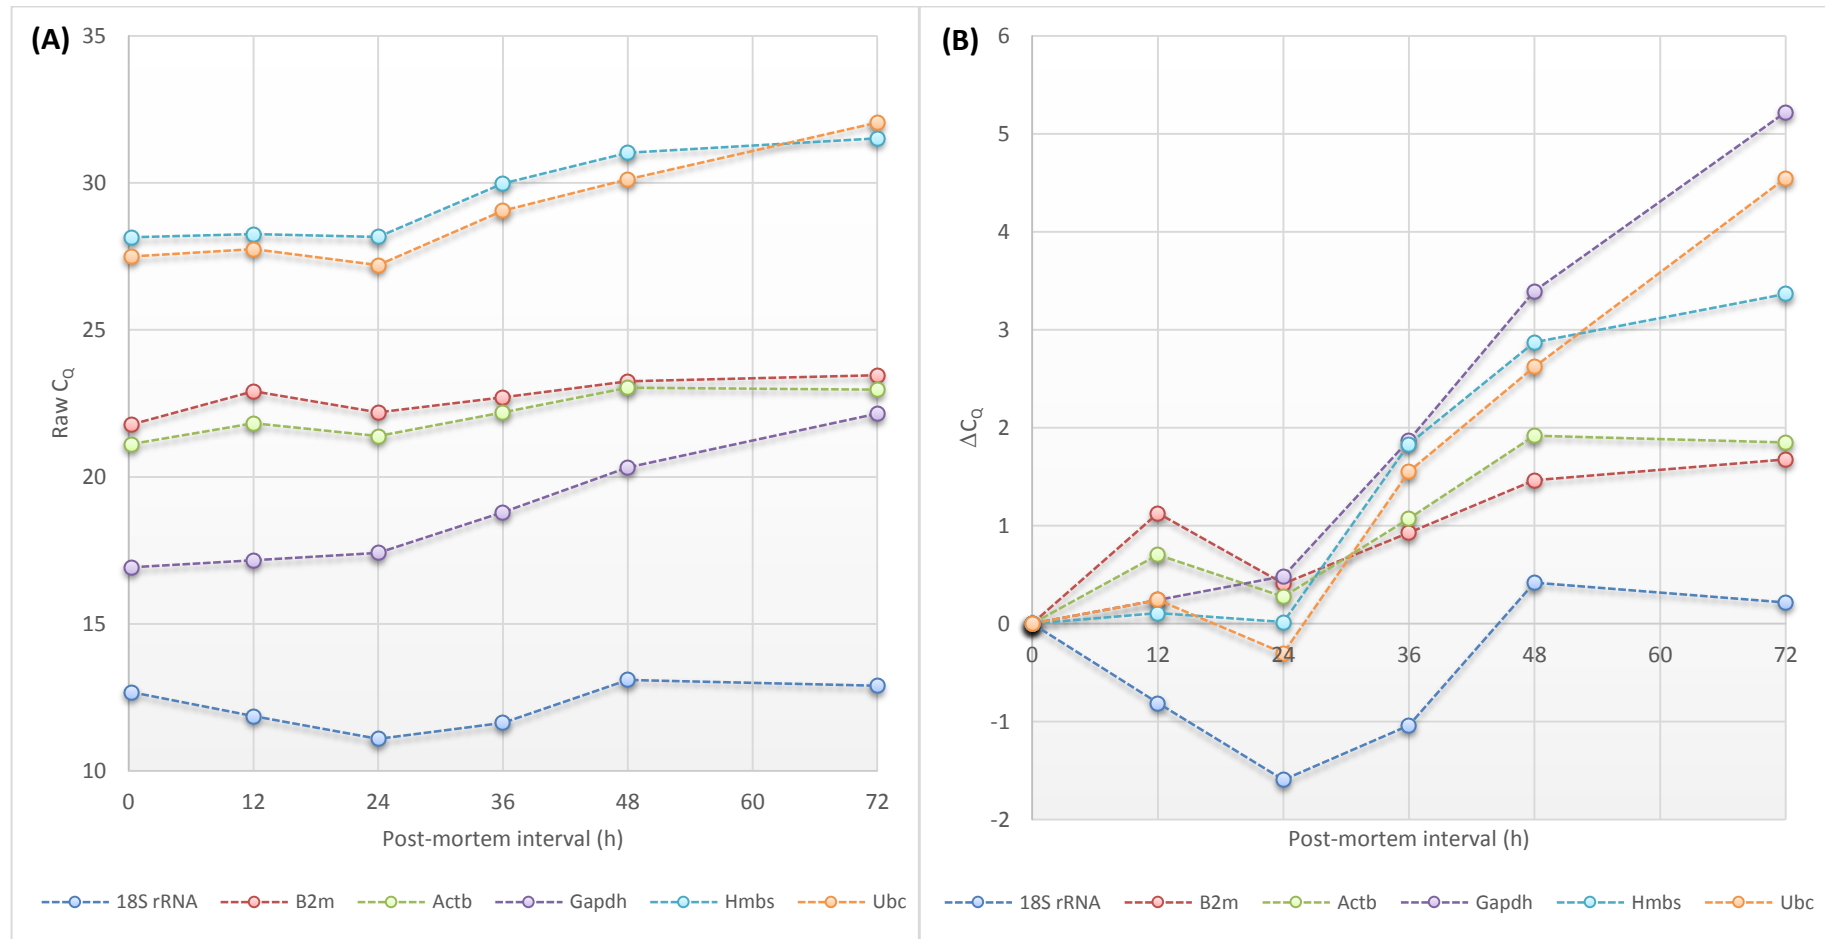 (A)
35
30
25
20
15
10
Raw CQ
0 12 24 36 48 60 72
Post-mortem interval (h)
18S rRNA B2m Actb Gapdh Hmbs Ubc
(B)
6
5
4
3
2
1
0
-1
-2
ΔCQ
0 12 24 36 48 60 72
Post-mortem interval (h)
18S rRNA B2m Actb Gapdh Hmbs Ubc